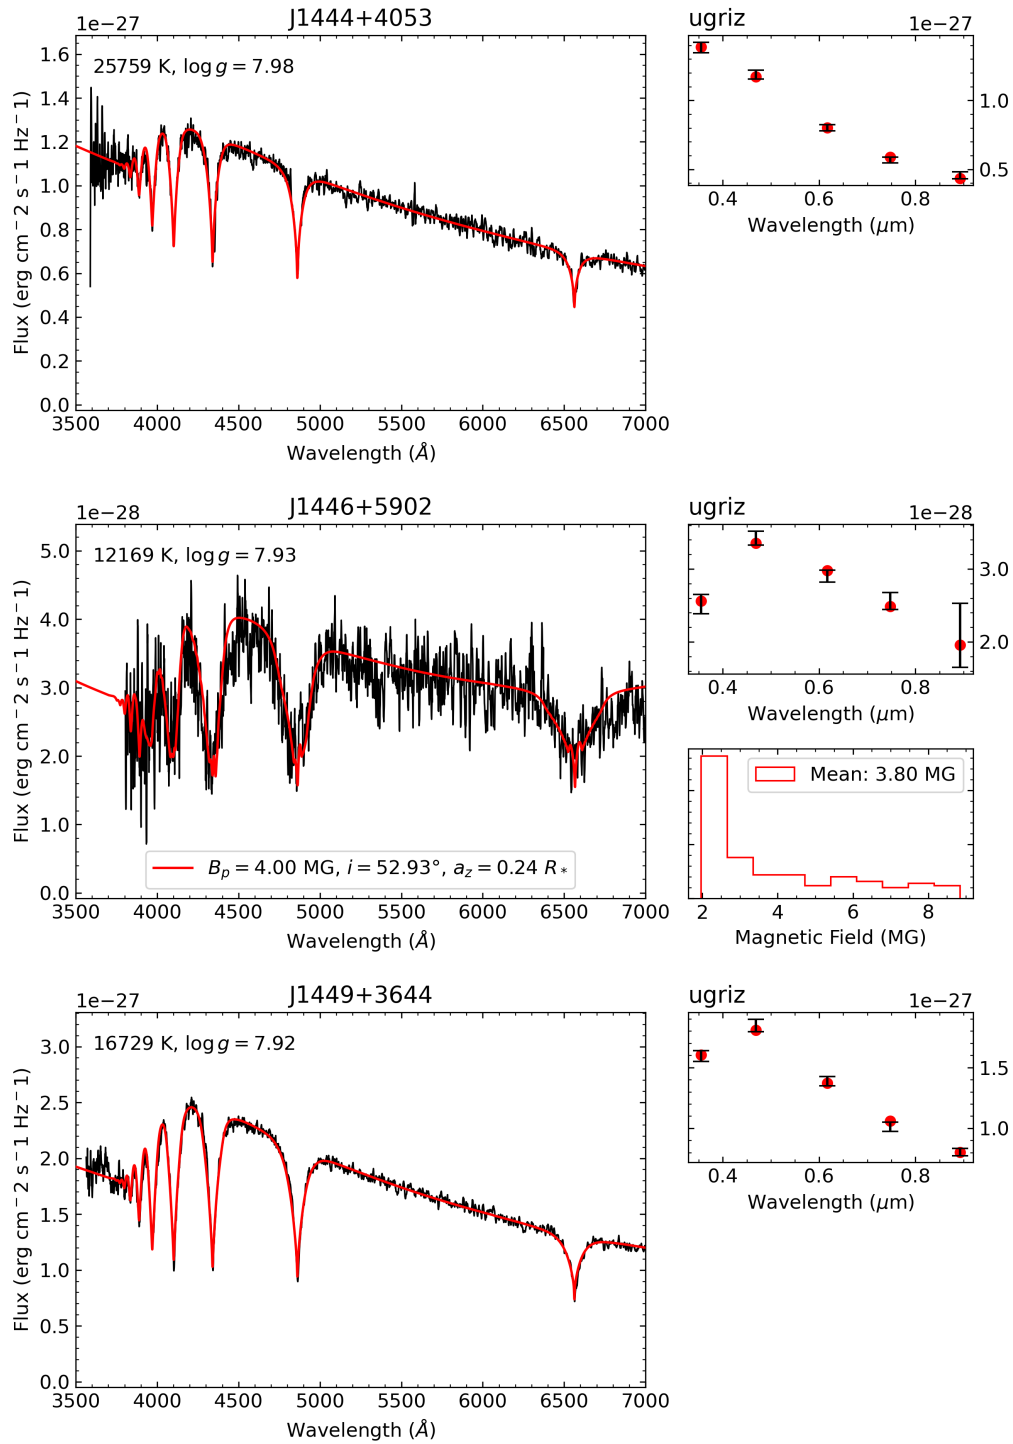 1e−27
J1444+4053
25759 K, log g = 7.98
Flux (erg cm−2 s−1 Hz−1)
1.6
1.4
1.2
1.0
0.8
0.6
0.4
0.2
0.0
3500 4000 4500 5000 5500 6000 6500 7000
Wavelength (Å)
ugriz
1e−27
1.0
0.5
0.4 0.6 0.8
Wavelength (μm)
1e−28
J1446+5902
12169 K, log g = 7.93
Flux (erg cm−2 s−1 Hz−1)
5.0
4.0
3.0
2.0
1.0
0.0
Bp = 4.00 MG, i = 52.93°, az = 0.24 R*
3500 4000 4500 5000 5500 6000 6500 7000
Wavelength (Å)
ugriz
1e−28
3.0
2.0
0.4 0.6 0.8
Wavelength (μm)
Mean: 3.80 MG
2 4 6 8
Magnetic Field (MG)
1e−27
J1449+3644
16729 K, log g = 7.92
Flux (erg cm−2 s−1 Hz−1)
3.0
2.5
2.0
1.5
1.0
0.5
0.0
3500 4000 4500 5000 5500 6000 6500 7000
Wavelength (Å)
ugriz
1e−27
1.5
1.0
0.4 0.6 0.8
Wavelength (μm)